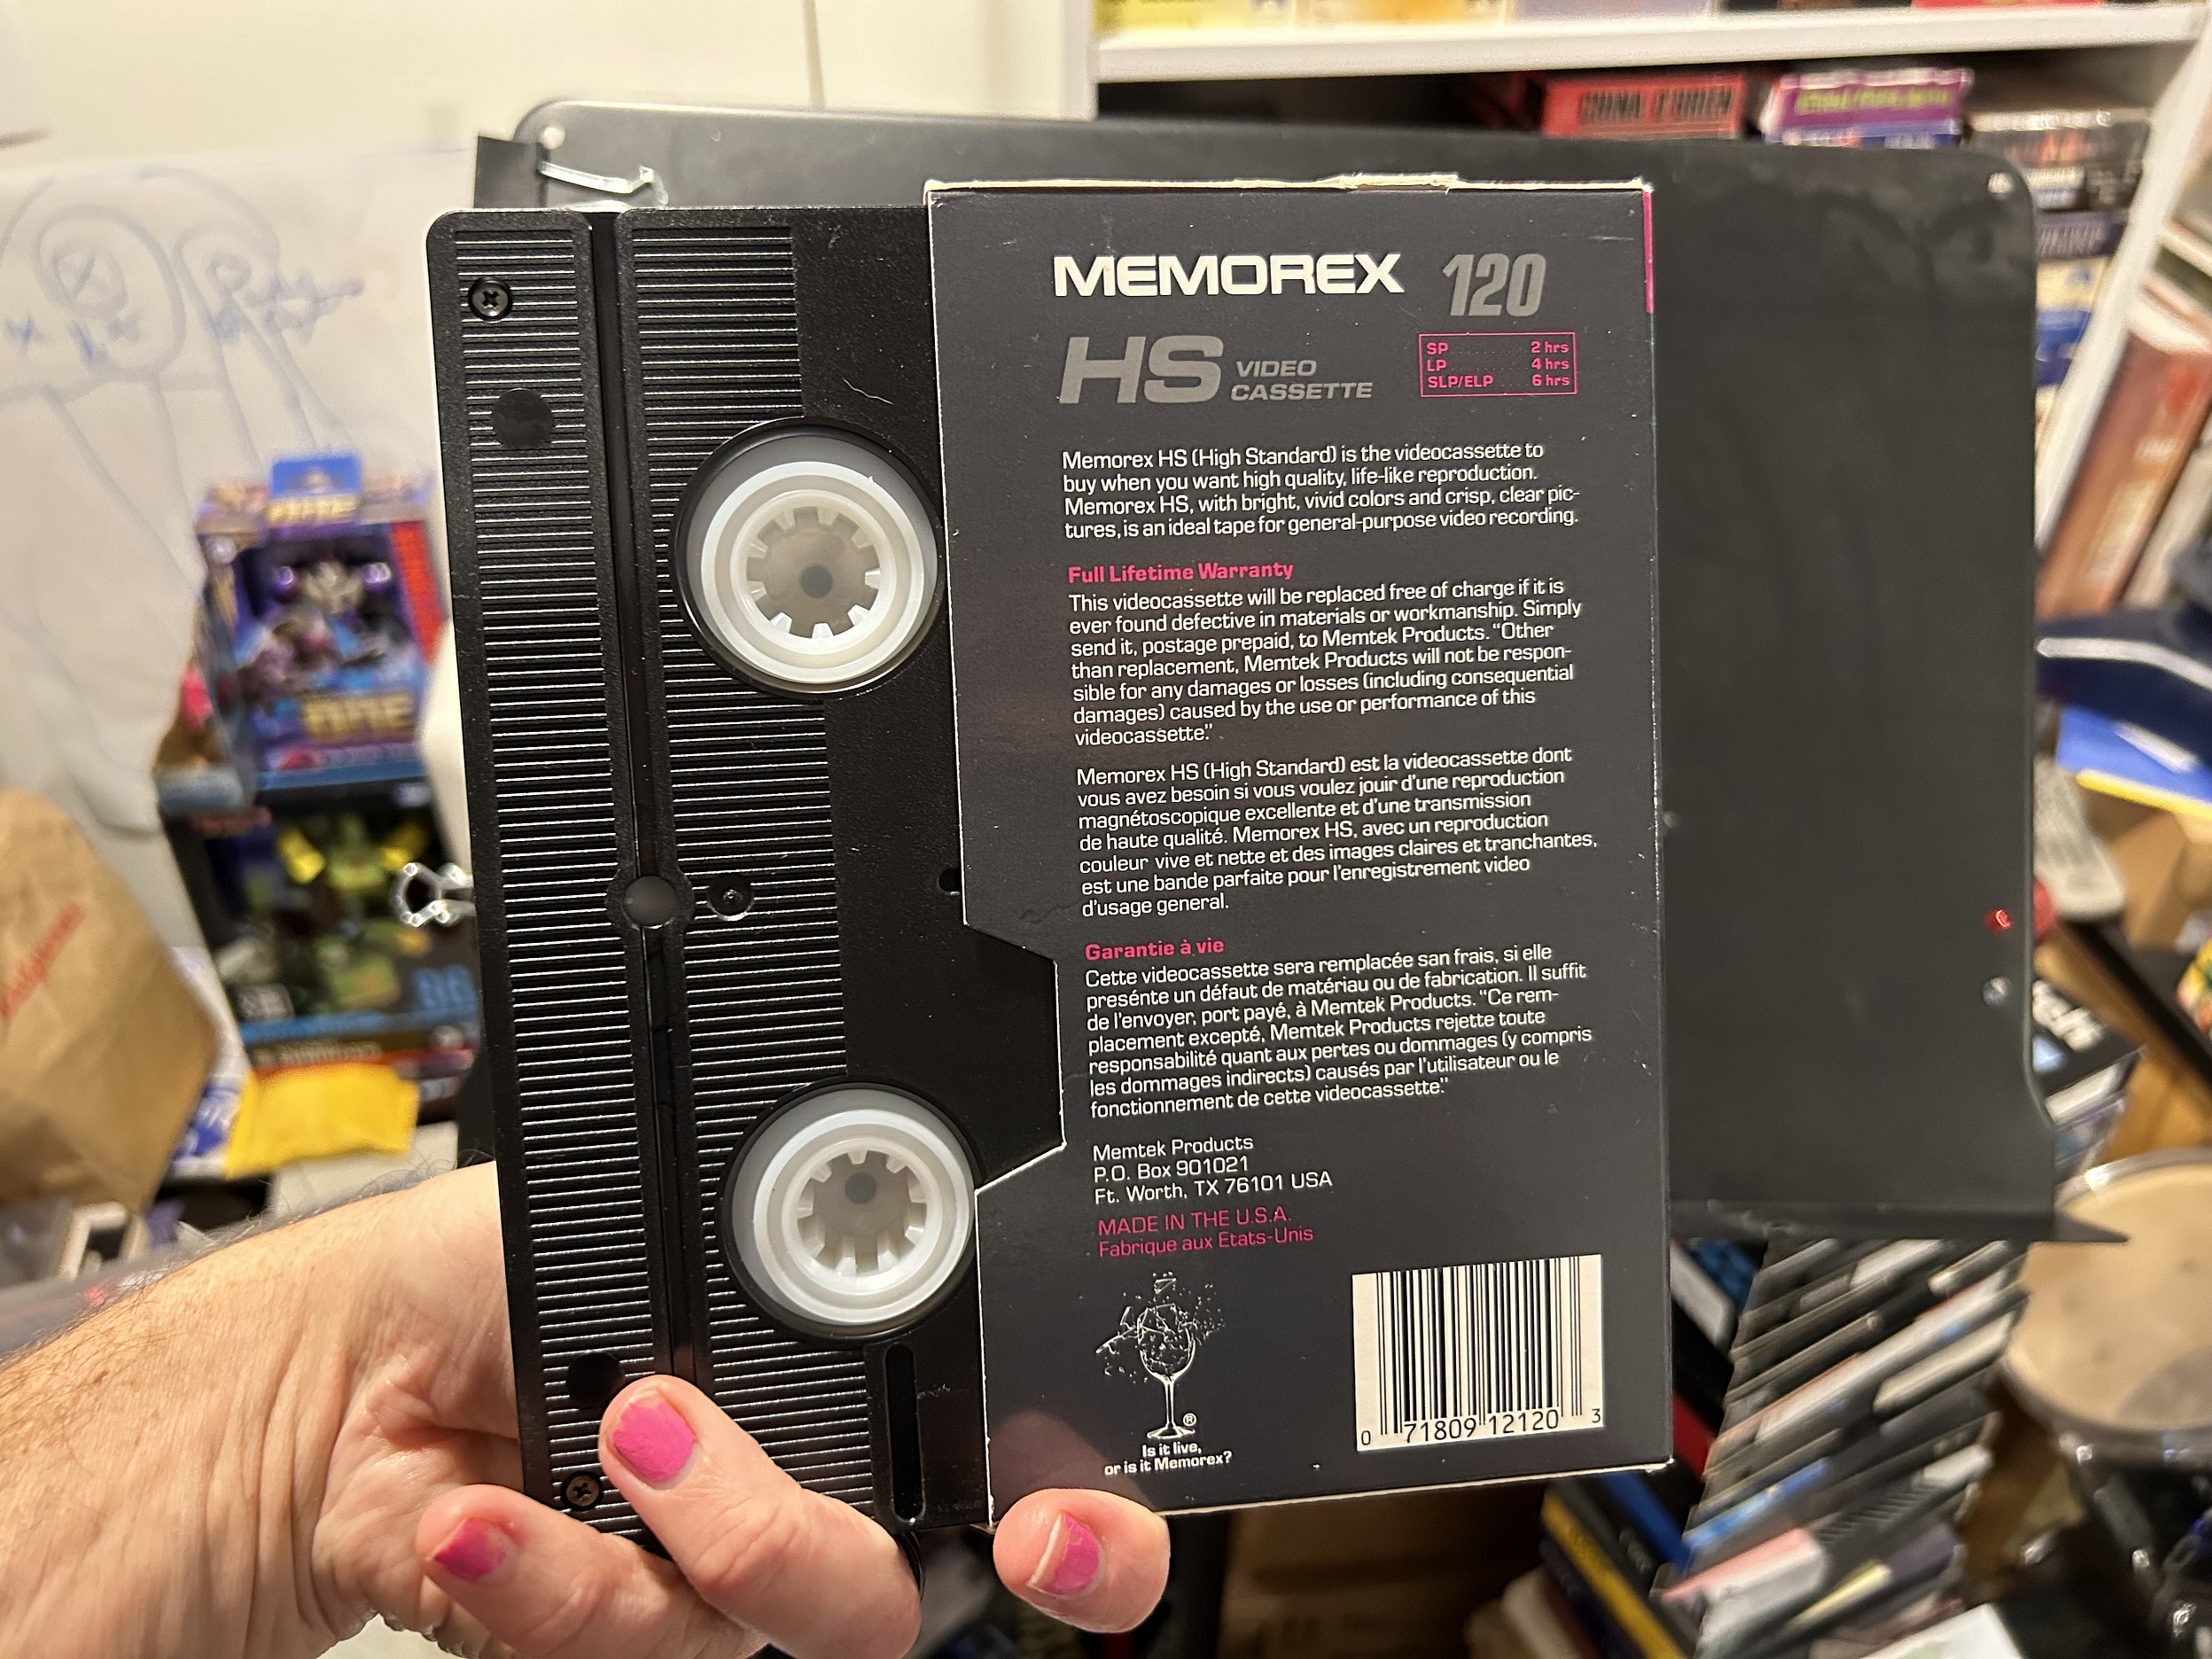 MEMOREX 120
HS VIDEO
CASSETTE
SP 2 hrs
LP 4 hrs
SLP/ELP 6 hrs
Memorex HS (High Standard) is the videocassette to
buy when you want high quality, life-like reproduction.
Memorex HS, with bright, vivid colors and crisp, clear pic-
tures, is an ideal tape for general-purpose video recording.
Full Lifetime Warranty
This videocassette will be replaced free of charge if it is
ever found defective in materials or workmanship. Simply
send it, postage prepaid, to Memtek Products. "Other
than replacement, Memtek Products will not be respon-
sible for any damages or losses (including consequential
damages) caused by the use or performance of this
videocassette."
Memorex HS (High Standard) est la videocassette dont
vous avez besoin si vous voulez jouir d'une reproduction
magnétoscopique excellente et d'une transmission
de haute qualité. Memorex HS, avec un reproduction
couleur vive et nette et des images claires et tranchantes,
est une bande parfaite pour l'enregistrement video
d'usage general.
Garantie à vie
Cette videocassette sera remplacée san frais, si elle
presénte un défaut de matériau ou de fabrication. Il suffit
de l'envoyer, port payé, à Memtek Products. "Ce rem-
placement excepté, Memtek Products rejette toute
responsabilité quant aux pertes ou dommages (y compris
les dommages indirects) causés par l'utilisateur ou le
fonctionnement de cette videocassette."
Memtek Products
P.O. Box 901021
Ft. Worth, TX 76101 USA
MADE IN THE U.S.A.
Fabrique aux Etats-Unis
®
Is it live,
or is it Memorex?
0 71809 12120 3
CHINA O'BRIEN
86